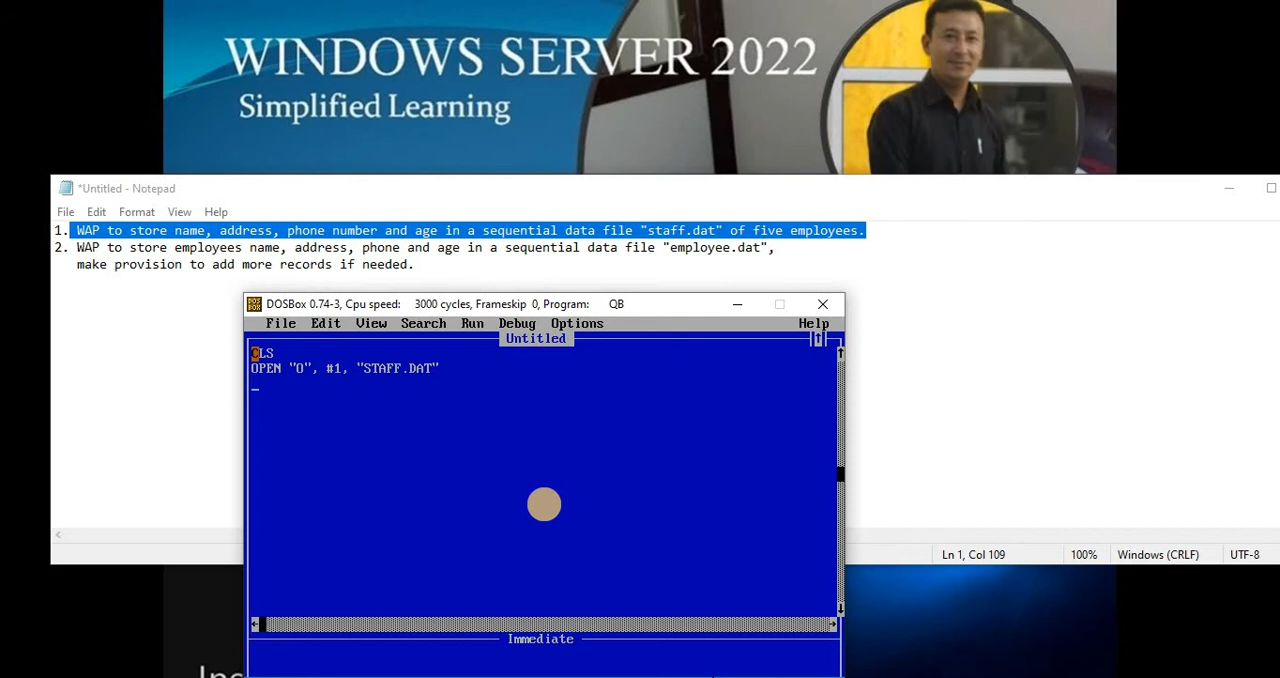 WINDOWS SERVER 2022
Simplified Learning
*Untitled - Notepad
File Edit Format View Help
1. WAP to store name, address, phone number and age in a sequential data file "staff.dat" of five employees.
2. WAP to store employees name, address, phone and age in a sequential data file "employee.dat",
make provision to add more records if needed.
DOSBox 0.74-3, Cpu speed: 3000 cycles, Frameskip 0, Program: QB
File Edit View Search Run Debug Options Help
Untitled
CLS
OPEN "O", #1, "STAFF.DAT"
Ln 1, Col 109 100% Windows (CRLF) UTF-8
Immediate